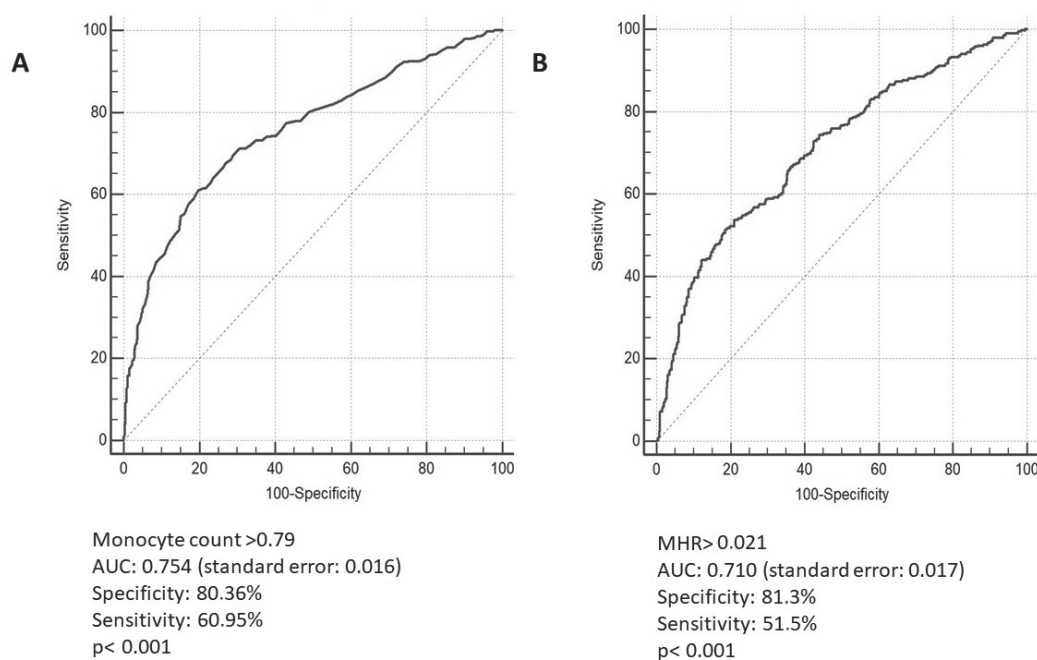 A
100
80
60
40
20
0
Sensitivity
0 20 40 60 80 100
100-Specificity
Monocyte count >0.79
AUC: 0.754 (standard error: 0.016)
Specificity: 80.36%
Sensitivity: 60.95%
p< 0.001
B
100
80
60
40
20
0
Sensitivity
0 20 40 60 80 100
100-Specificity
MHR> 0.021
AUC: 0.710 (standard error: 0.017)
Specificity: 81.3%
Sensitivity: 51.5%
p< 0.001